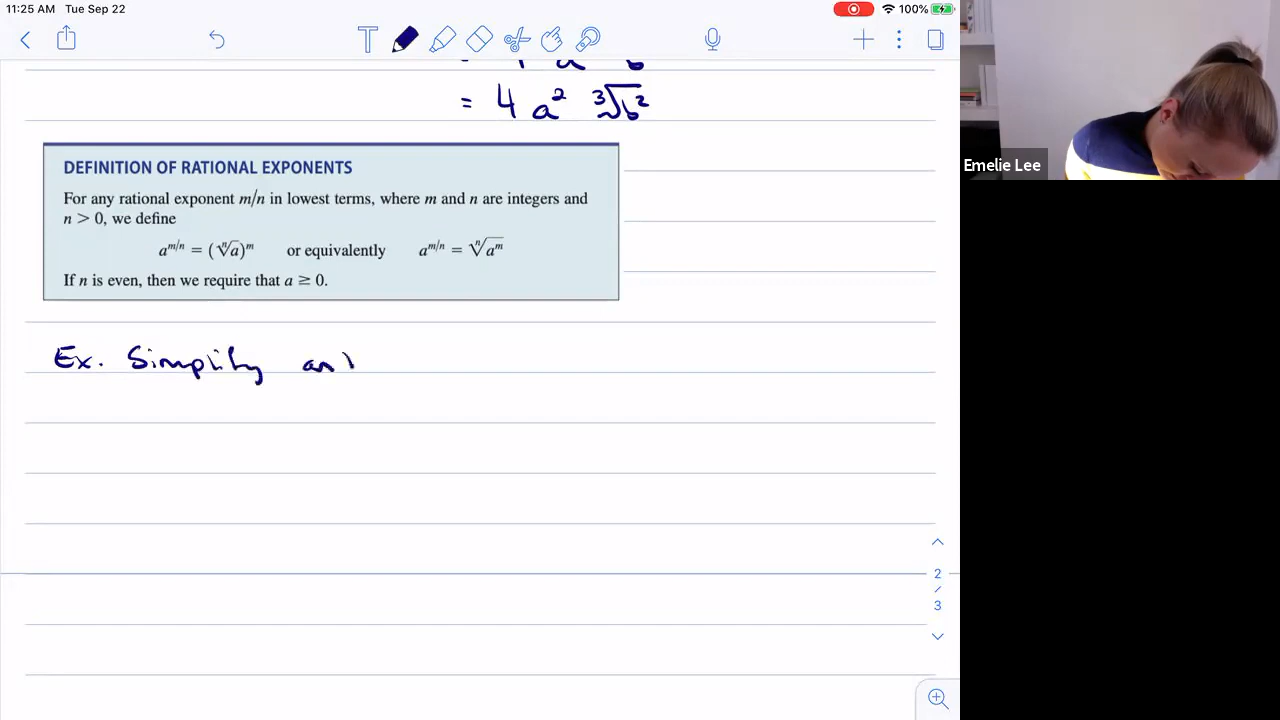 11:25 AM Tue Sep 22
100%
= 4 a² ³√b²
DEFINITION OF RATIONAL EXPONENTS
For any rational exponent m/n in lowest terms, where m and n are integers and
n > 0, we define
a^{m/n} = (ⁿ√a)^m or equivalently a^{m/n} = ⁿ√a^m
If n is even, then we require that a ≥ 0.
Ex. Simplify an
2
/
3
Emelie Lee